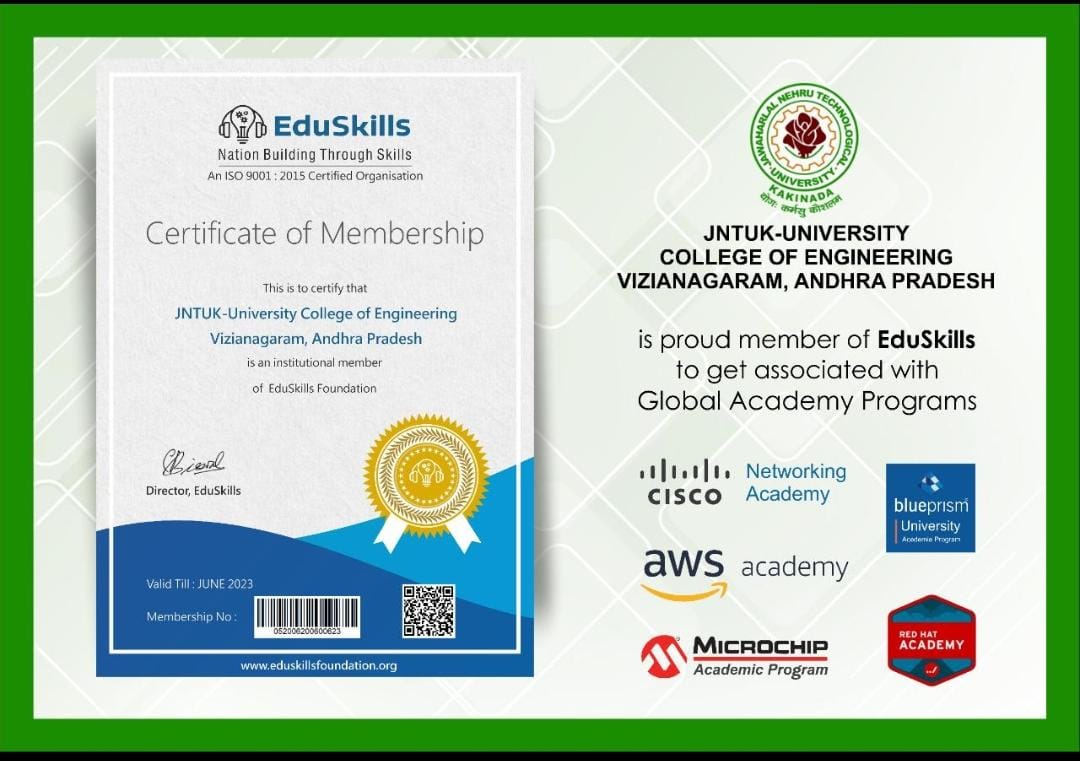 EduSkills
Nation Building Through Skills
An ISO 9001 : 2015 Certified Organisation
Certificate of Membership
This is to certify that
JNTUK-University College of Engineering
Vizianagaram, Andhra Pradesh
is an institutional member
of EduSkills Foundation
Director, EduSkills
Valid Till : JUNE 2023
Membership No :
052006200600623
www.eduskillsfoundation.org
JAWAHARLAL NEHRU TECHNOLOGICAL
UNIVERSITY
KAKINADA
योगः कर्मसु कौशलम्
JNTUK-UNIVERSITY
COLLEGE OF ENGINEERING
VIZIANAGARAM, ANDHRA PRADESH
is proud member of EduSkills
to get associated with
Global Academy Programs
CISCO
Networking
Academy
blueprism
University
Academic Program
aws academy
MICROCHIP
Academic Program
RED HAT
ACADEMY